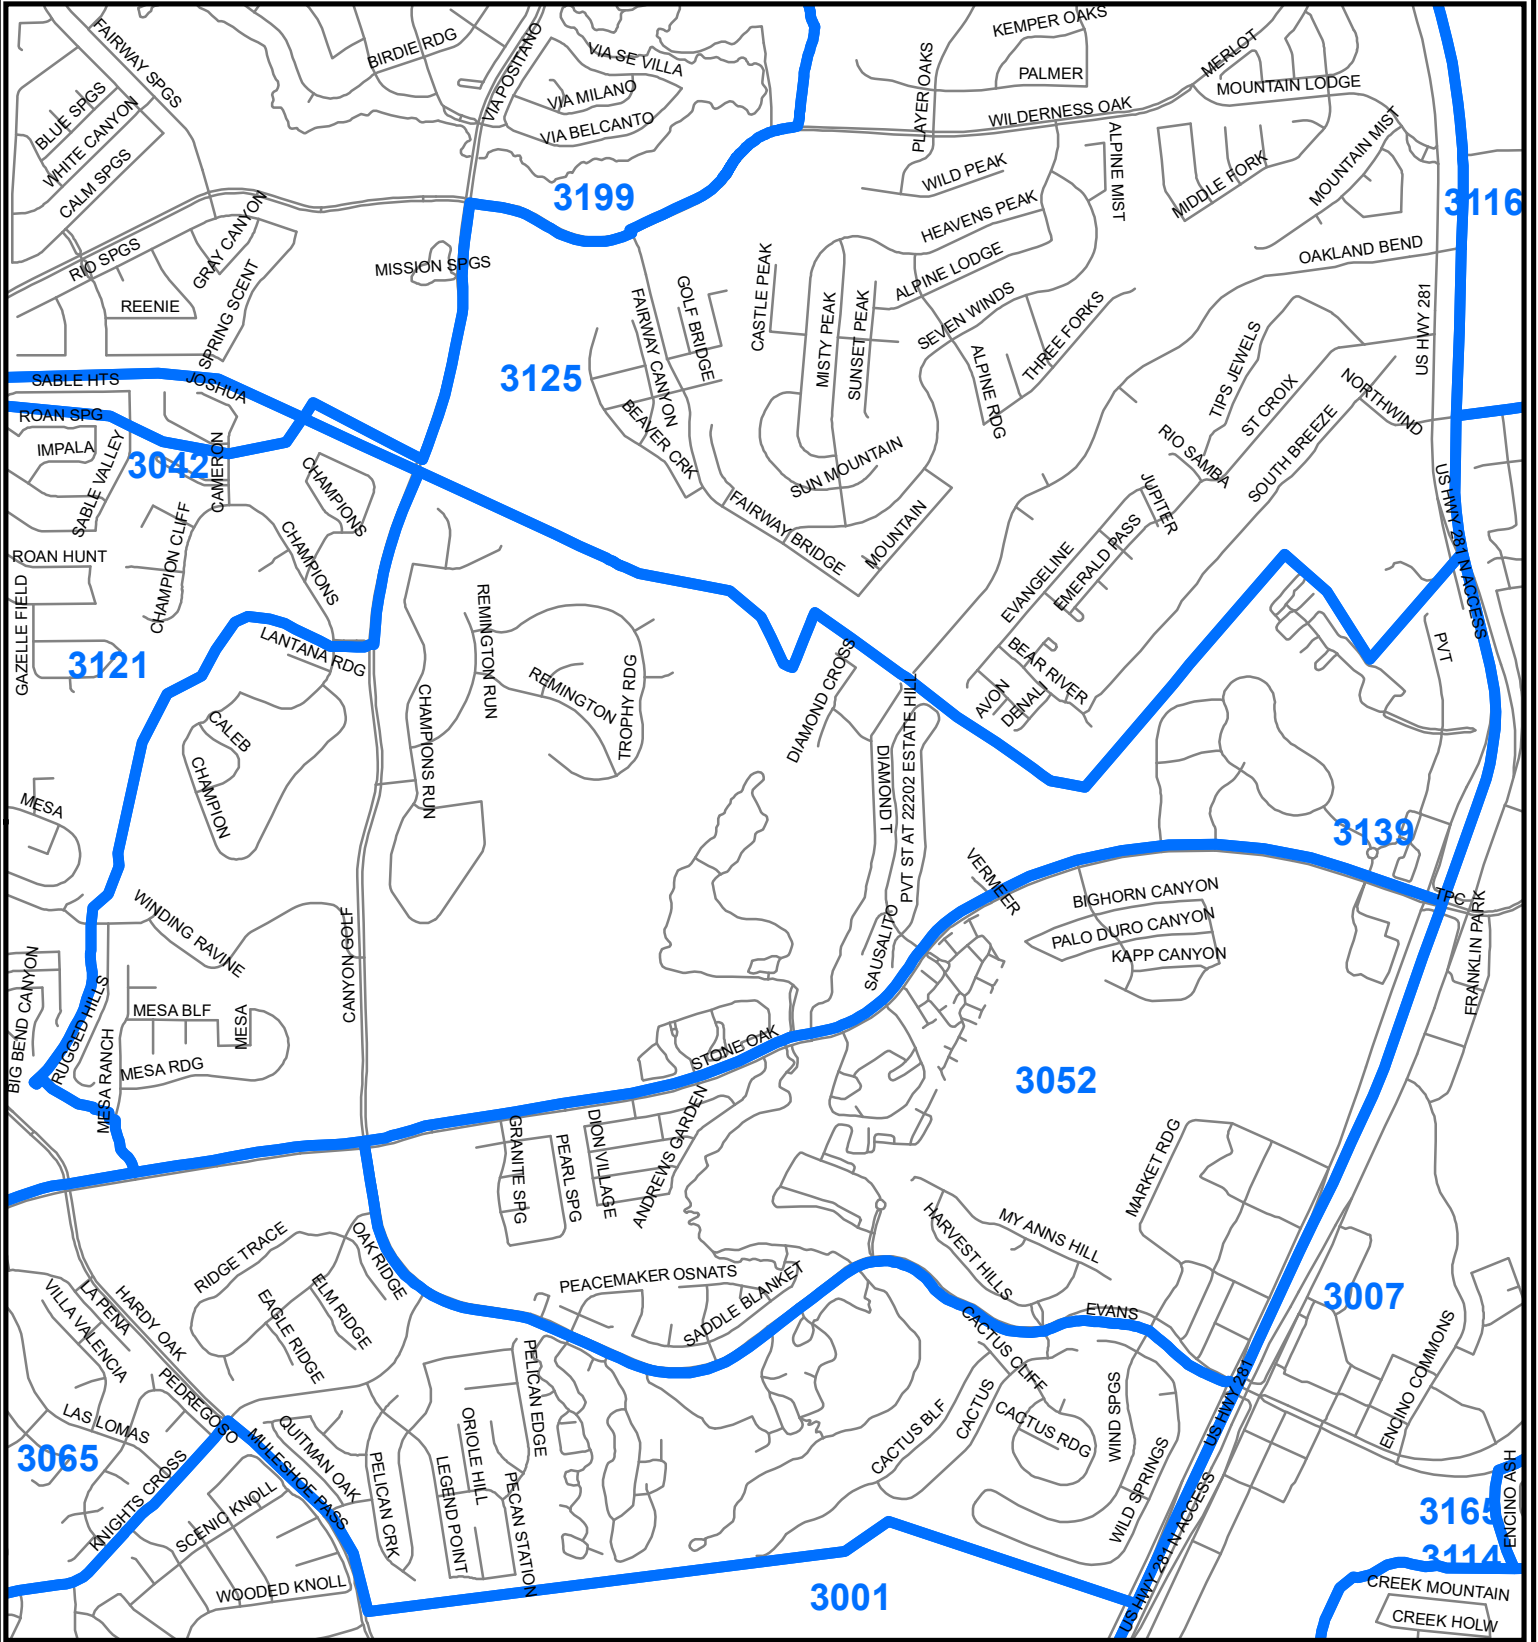 FAIRWAY SPGS
BIRDIE RDG
VIA POSITANO
VIA SE VILLA
VIA MILANO
VIA BELCANTO
KEMPER OAKS
PALMER
PLAYER OAKS
WILDERNESS OAK
MERLOT
MOUNTAIN LODGE
MOUNTAIN MIST
BLUE SPGS
WHITE CANYON
CALM SPGS
3199
WILD PEAK
ALPINE MIST
MIDDLE FORK
3116
HEAVENS PEAK
OAKLAND BEND
RIO SPGS
GRAY CANYON
MISSION SPGS
REENIE
SPRING SCENT
FAIRWAY CANYON
GOLF BRIDGE
CASTLE PEAK
MISTY PEAK
SUNSET PEAK
ALPINE LODGE
SEVEN WINDS
ALPINE RDG
THREE FORKS
US HWY 281
TIPS JEWELS
ST CROIX
NORTHWIND
SABLE HTS
JOSHUA
3125
ROAN SPG
IMPALA
SABLE VALLEY
3042
CAMERON
CHAMPIONS
BEAVER CRK
SUN MOUNTAIN
RIO SAMBA
SOUTH BREEZE
JUPITER
US HWY 281 N ACCESS
FAIRWAY BRIDGE
MOUNTAIN
ROAN HUNT
CHAMPION CLIFF
CHAMPIONS
EVANGELINE
EMERALD PASS
GAZELLE FIELD
3121
LANTANA RDG
REMINGTON RUN
REMINGTON
TROPHY RDG
CHAMPIONS RUN
DIAMOND CROSS
BEAR RIVER
AVON
DENALI
PVT
CALEB
CHAMPION
DIAMOND T
PVT ST AT 22202 ESTATE HILL
MESA
3139
VERMEER
BIGHORN CANYON
PALO DURO CANYON
KAPP CANYON
TPC
FRANKLIN PARK
WINDING RAVINE
CANYON GOLF
SAUSALITO
BIG BEND CANYON
RUGGED HILLS
MESA BLF
MESA
MESA RDG
MESA RANCH
STONE OAK
3052
GRANITE SPG
PEARL SPG
DION VILLAGE
ANDREWS GARDEN
MARKET RDG
HARVEST HILLS
MY ANNS HILL
RIDGE TRACE
OAK RIDGE
PEACEMAKER OSNATS
SADDLE BLANKET
EVANS
3007
VILLA VALENCIA
LA PENA
HARDY OAK
EAGLE RIDGE
ELM RIDGE
PEDREGOSO
PELICAN EDGE
CACTUS CLIFF
ENCINO COMMONS
LAS LOMAS
3065
KNIGHTS CROSS
MULESHOE PASS
QUITMAN OAK
PELICAN CRK
ORIOLE HILL
LEGEND POINT
PECAN STATION
CACTUS BLF
CACTUS
CACTUS RDG
WIND SPGS
WILD SPRINGS
US HWY 281
US HWY 281 N ACCESS
SCENIC KNOLL
WOODED KNOLL
3001
3165
ENCINO ASH
3114
CREEK MOUNTAIN
CREEK HOLW